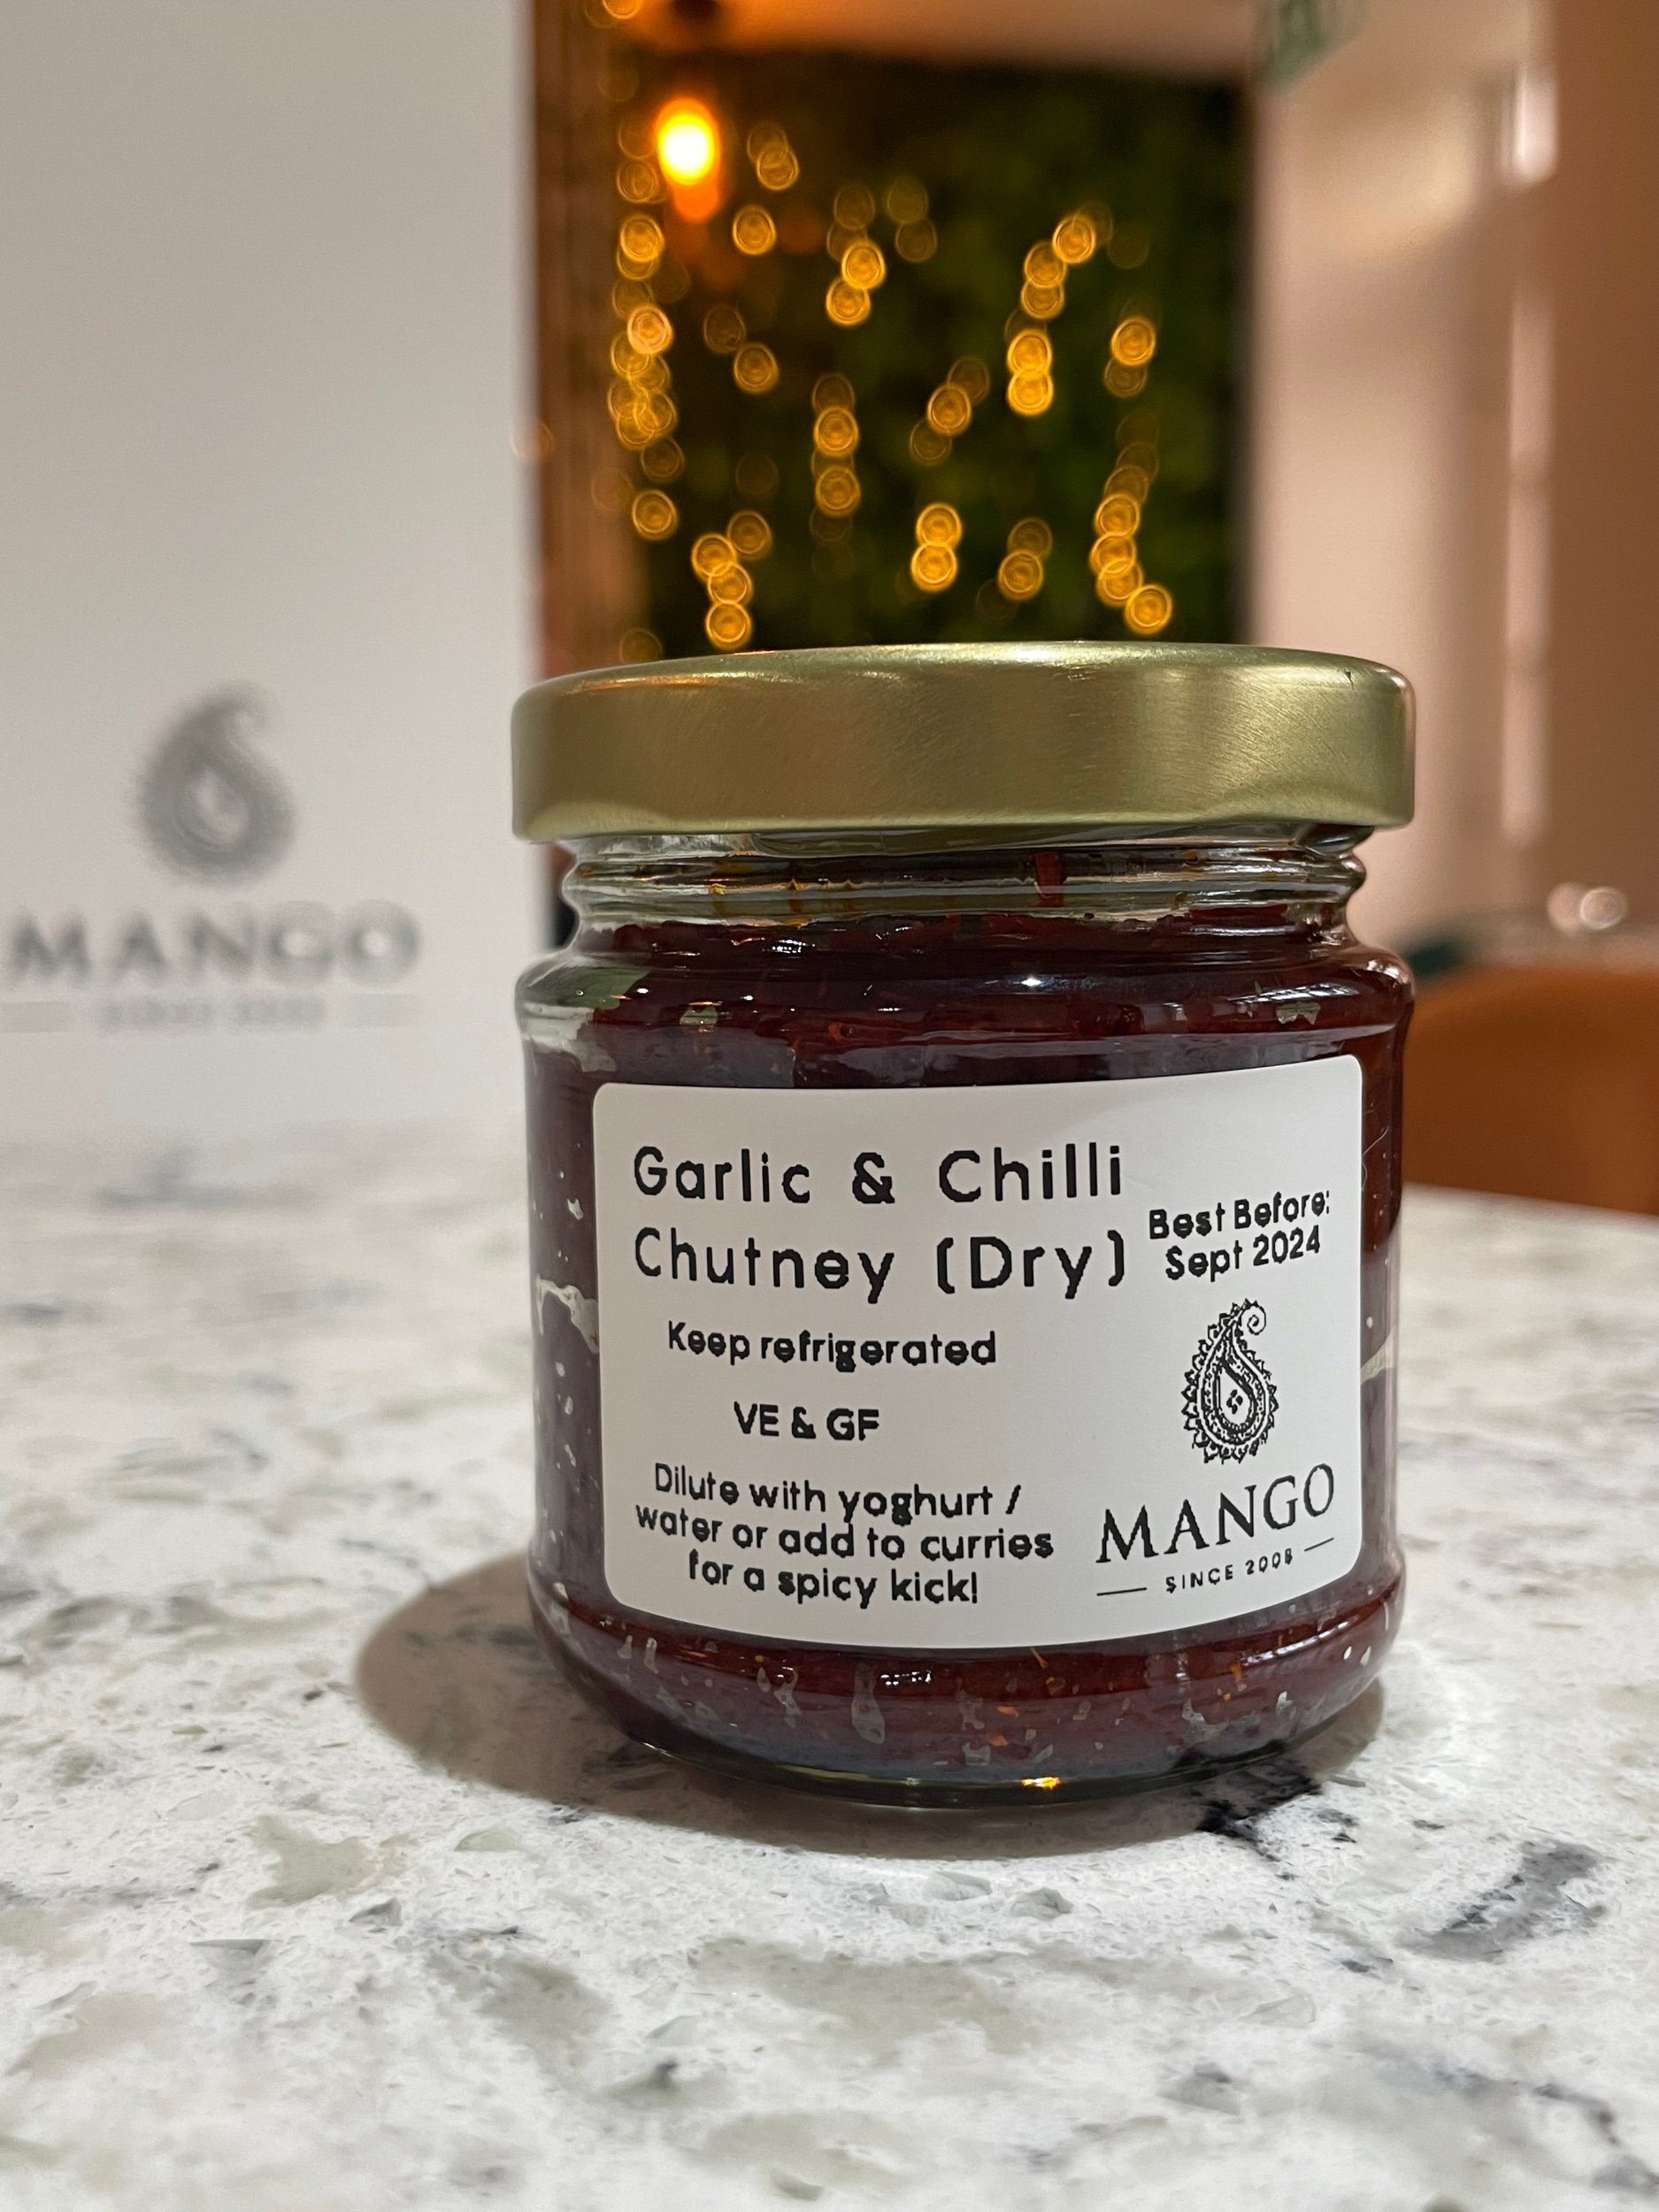 MANGO
Garlic & Chilli
Chutney (Dry)
Best Before:
Sept 2024
Keep refrigerated
VE & GF
Dilute with yoghurt /
water or add to curries
for a spicy kick!
MANGO
SINCE 2008